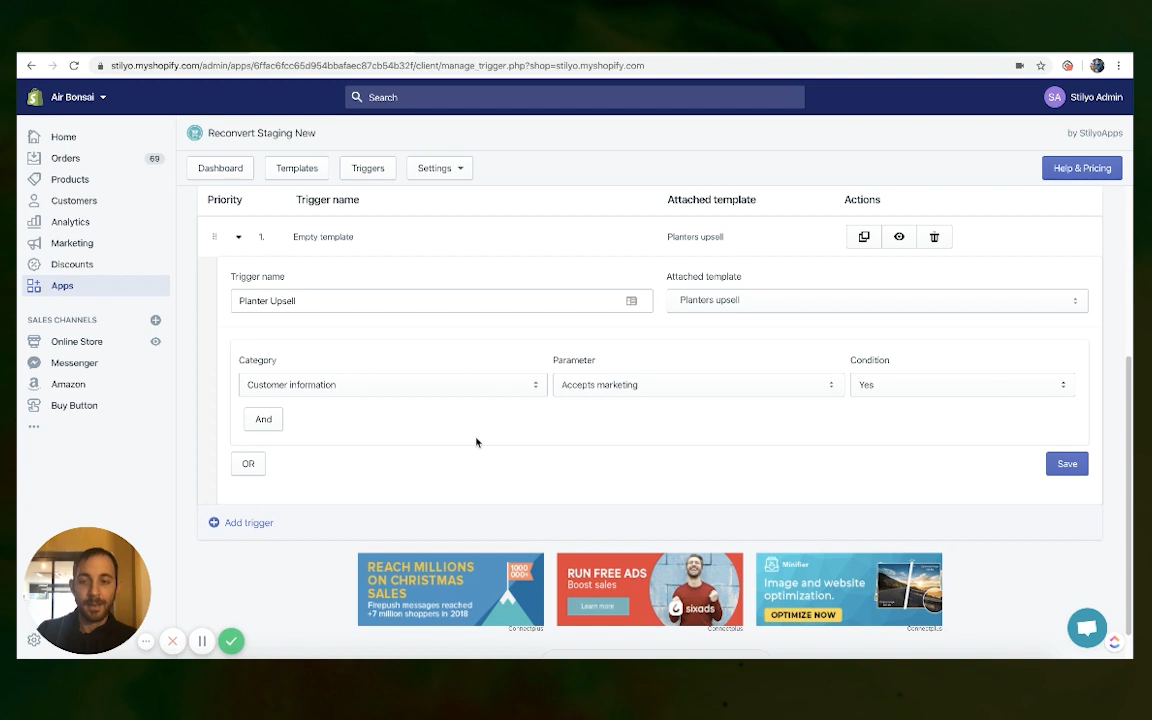 stilyo.myshopify.com/admin/apps/6ffac6fcc65d954bbafaec87cb54b32f/client/manage_trigger.php?shop=stilyo.myshopify.com
Air Bonsai
Search
SA Stilyo Admin
Home
Orders 69
Products
Customers
Analytics
Marketing
Discounts
Apps
SALES CHANNELS
Online Store
Messenger
Amazon
Buy Button
Reconvert Staging New
by StilyoApps
Dashboard Templates Triggers Settings Help & Pricing
Priority Trigger name Attached template Actions
1. Empty template Planters upsell
Trigger name Attached template
Planter Upsell Planters upsell
Category Parameter Condition
Customer information Accepts marketing Yes
And
OR Save
Add trigger
REACH MILLIONS
ON CHRISTMAS
SALES
Firepush messages reached
+7 million shoppers in 2018
1000
000+
Connectplus
RUN FREE ADS
Boost sales
Learn more
sixads
Connectplus
Minifier
Image and website
optimization.
OPTIMIZE NOW
Connectplus